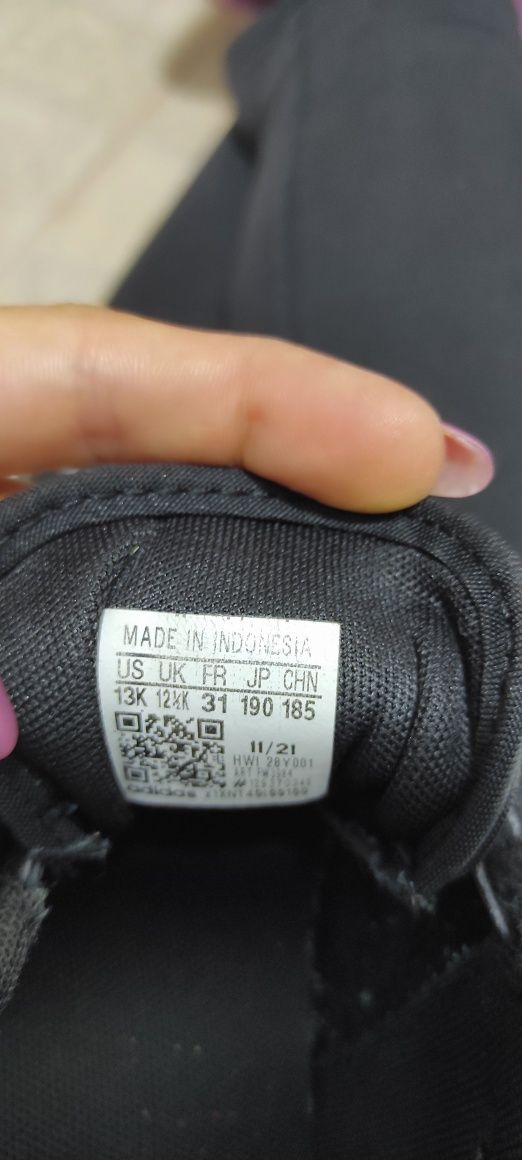 MADE IN INDONESIA
US UK FR JP CHN
13K 12½K 31 190 185
11/21
HWI 28Y001
adidas